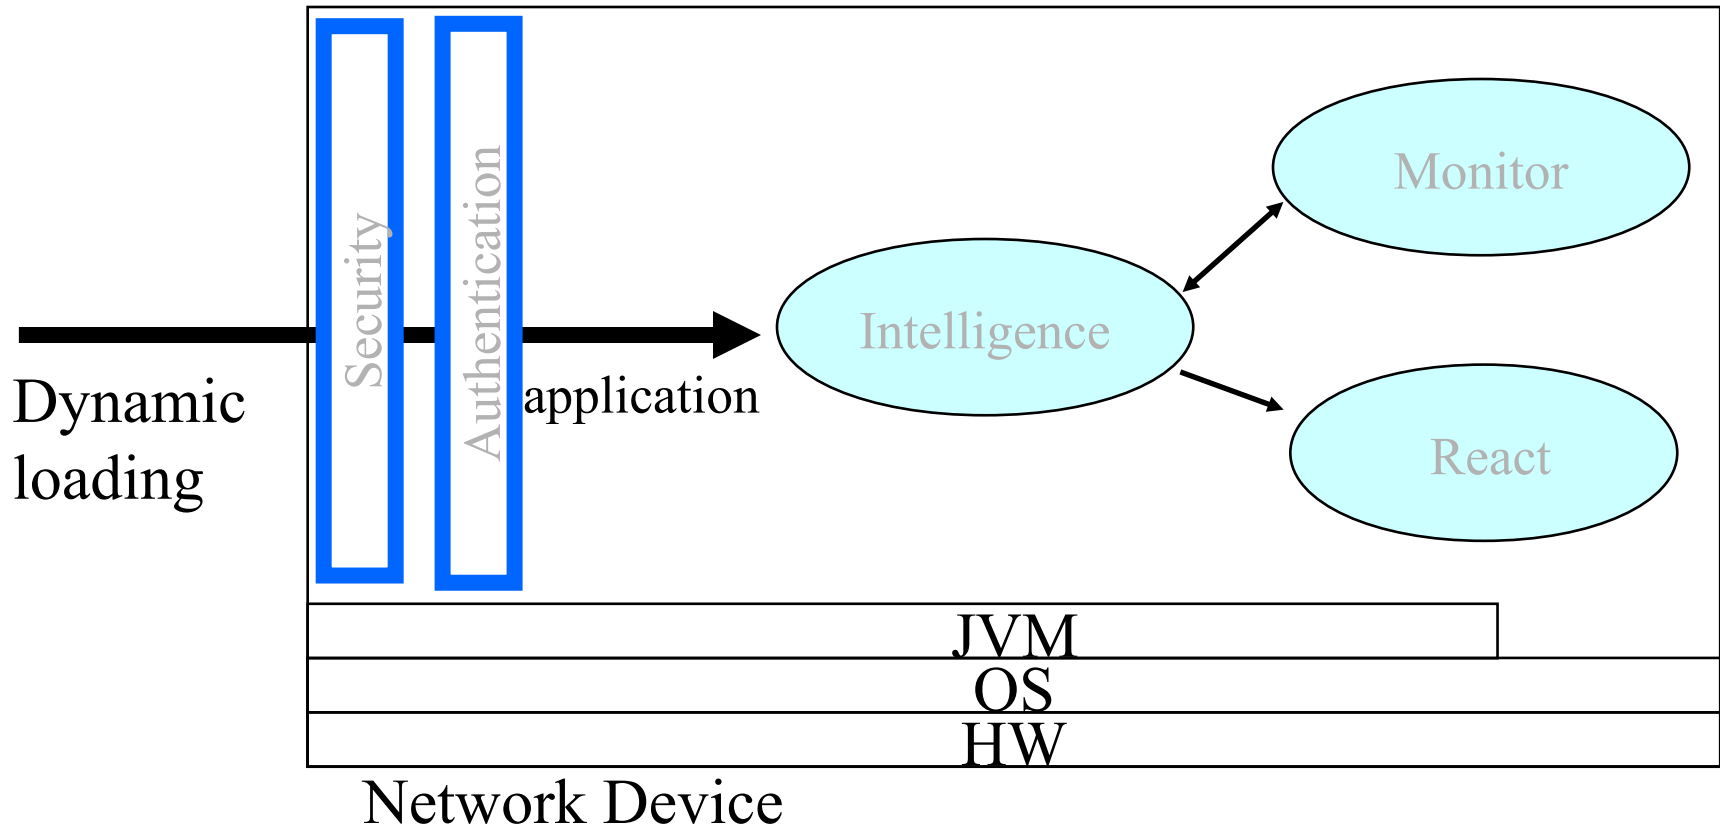 Security
Authentication
Monitor
Intelligence
Dynamic
loading
application
React
JVM
OS
HW
Network Device